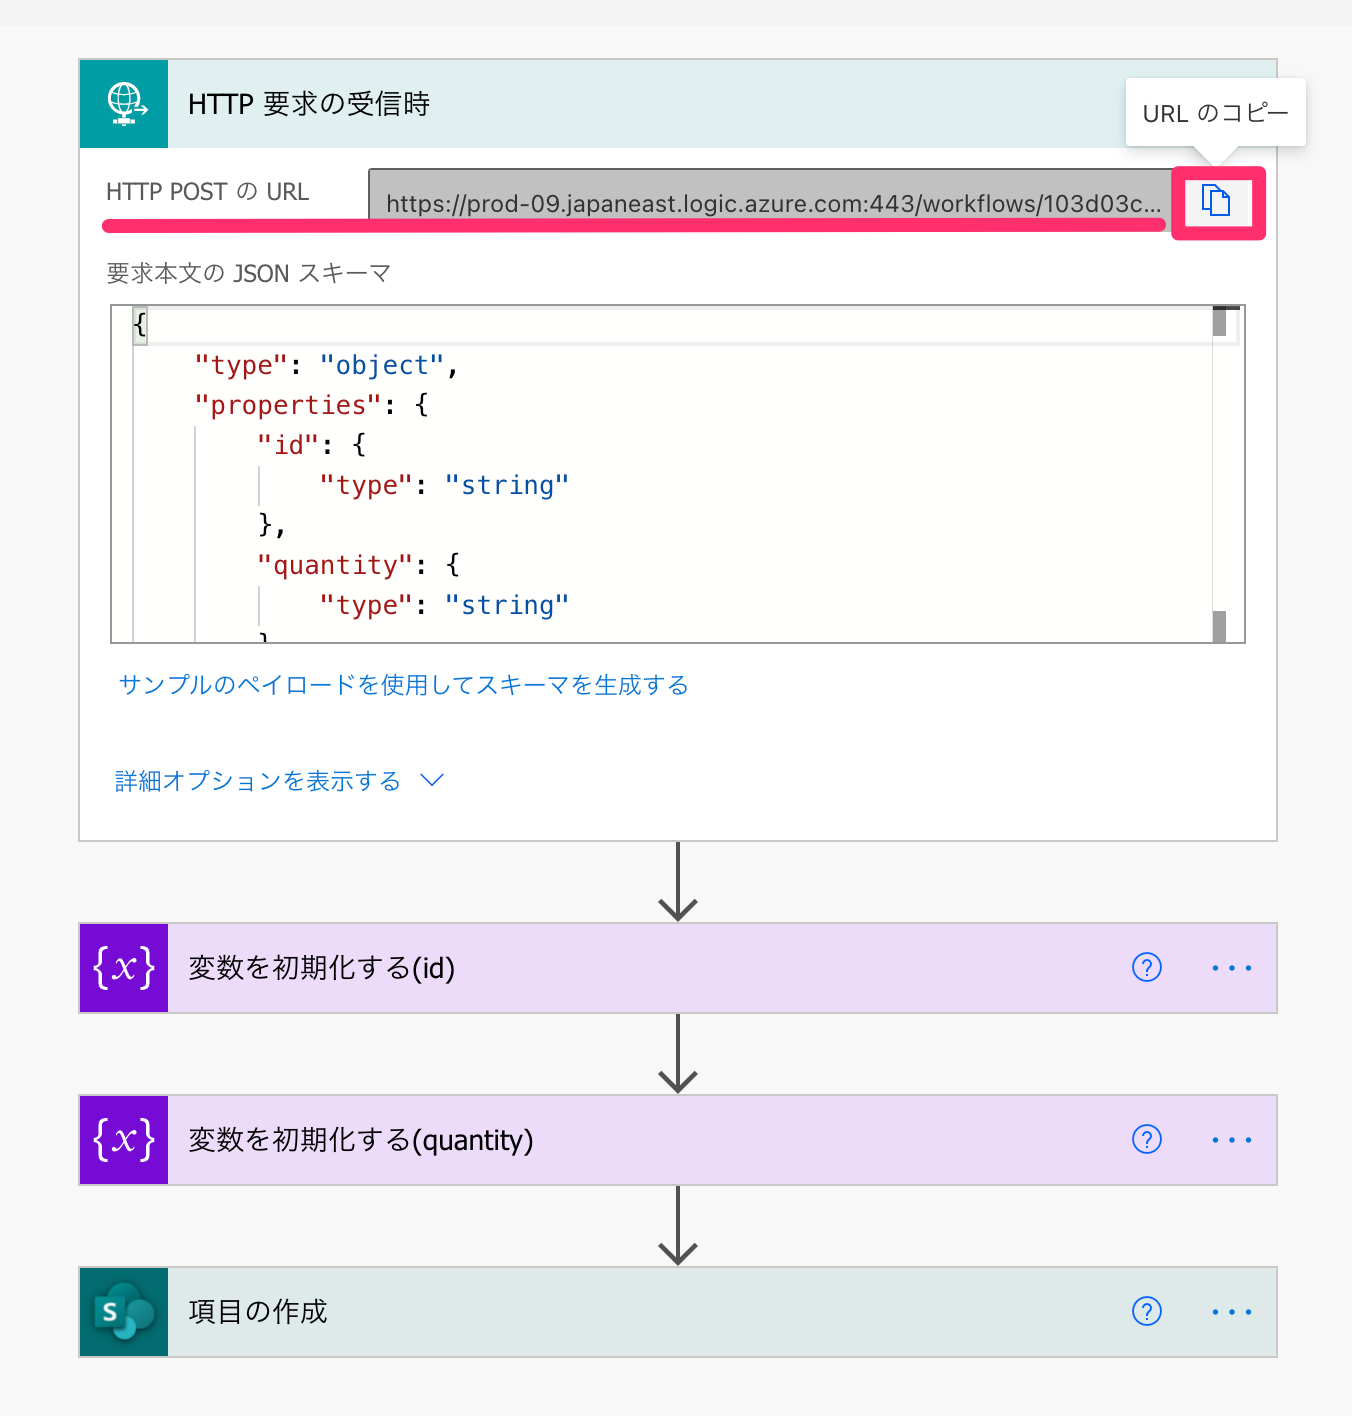 HTTP 要求の受信時
URL のコピー
HTTP POST の URL
https://prod-09.japaneast.logic.azure.com:443/workflows/103d03c...
要求本文の JSON スキーマ
{
"type": "object",
"properties": {
"id": {
"type": "string"
},
"quantity": {
"type": "string"
}
サンプルのペイロードを使用してスキーマを生成する
詳細オプションを表示する
{x} 変数を初期化する(id) ? ...
{x} 変数を初期化する(quantity) ? ...
S 項目の作成 ? ...